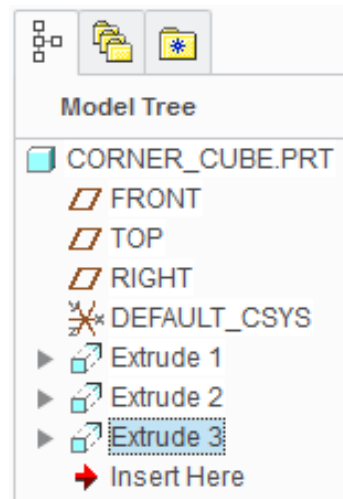 Model Tree
CORNER_CUBE.PRT
FRONT
TOP
RIGHT
DEFAULT_CSYS
Extrude 1
Extrude 2
Extrude 3
Insert Here